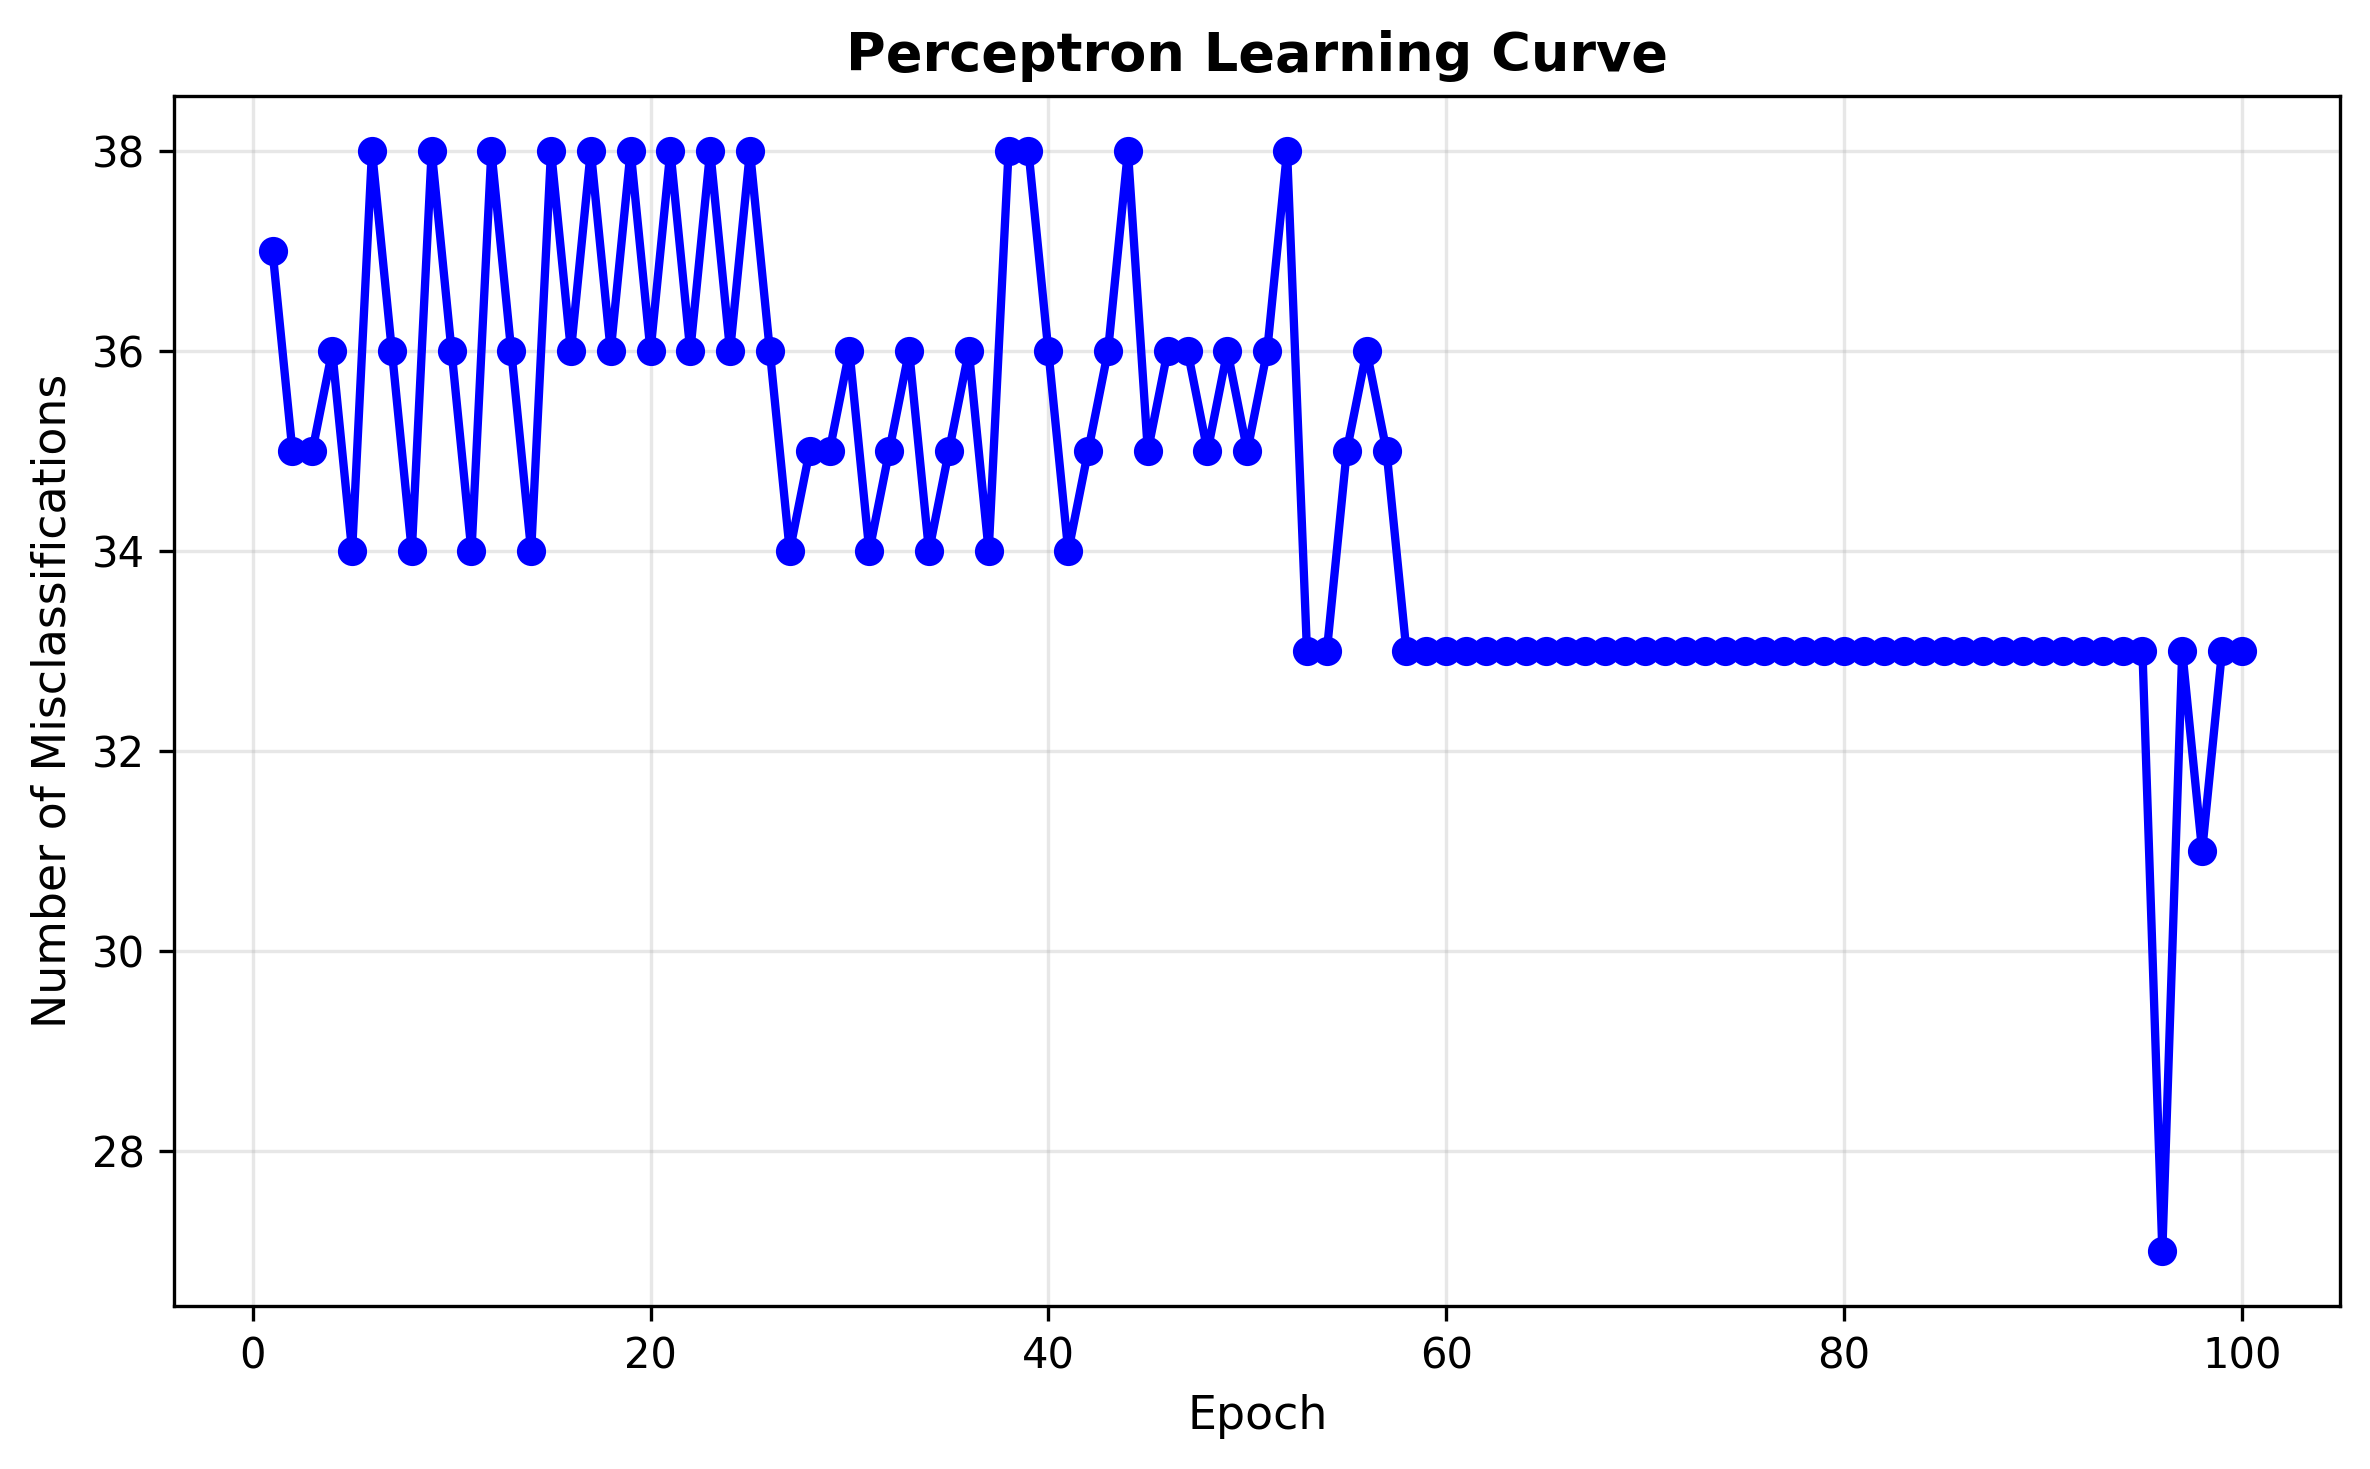 Perceptron Learning Curve
Number of Misclassifications
38
36
34
32
30
28
0 20 40 60 80 100
Epoch